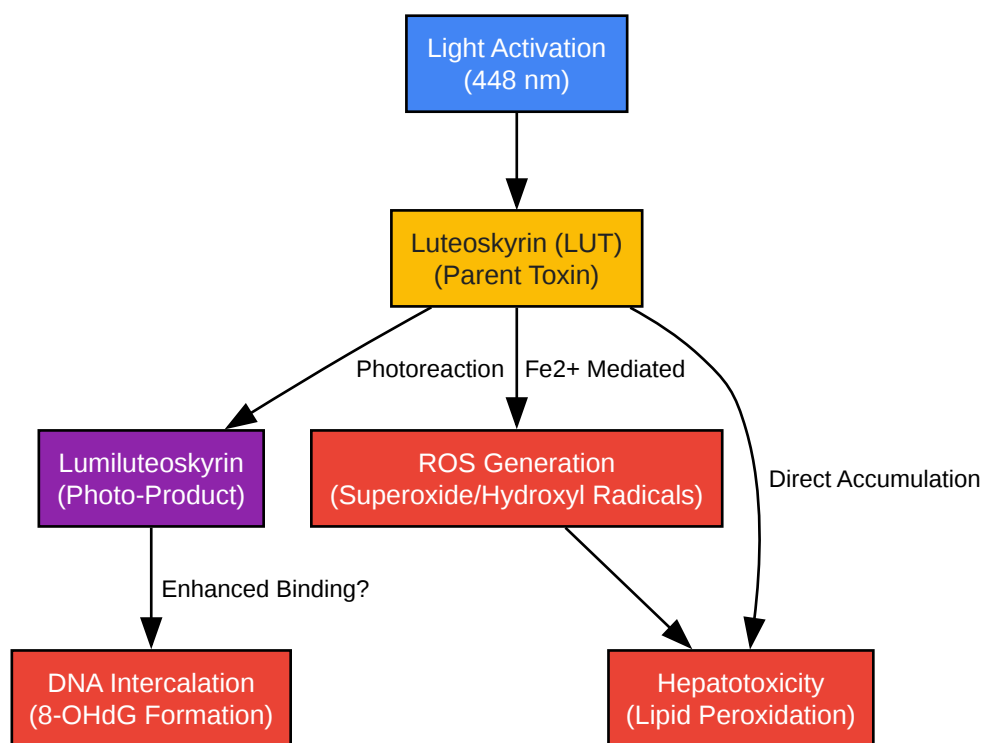 Light Activation
(448 nm)
Luteoskyrin (LUT)
(Parent Toxin)
Photoreaction
Fe2+ Mediated
Lumiluteoskyrin
(Photo-Product)
ROS Generation
(Superoxide/Hydroxyl Radicals)
Direct Accumulation
Enhanced Binding?
DNA Intercalation
(8-OHdG Formation)
Hepatotoxicity
(Lipid Peroxidation)